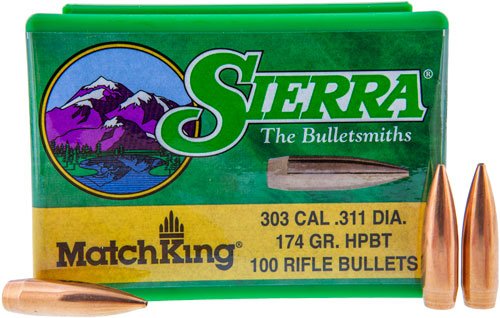 SIERRA®
The Bulletsmiths
MatchKing®
303 CAL .311 DIA.
174 GR. HPBT
100 RIFLE BULLETS